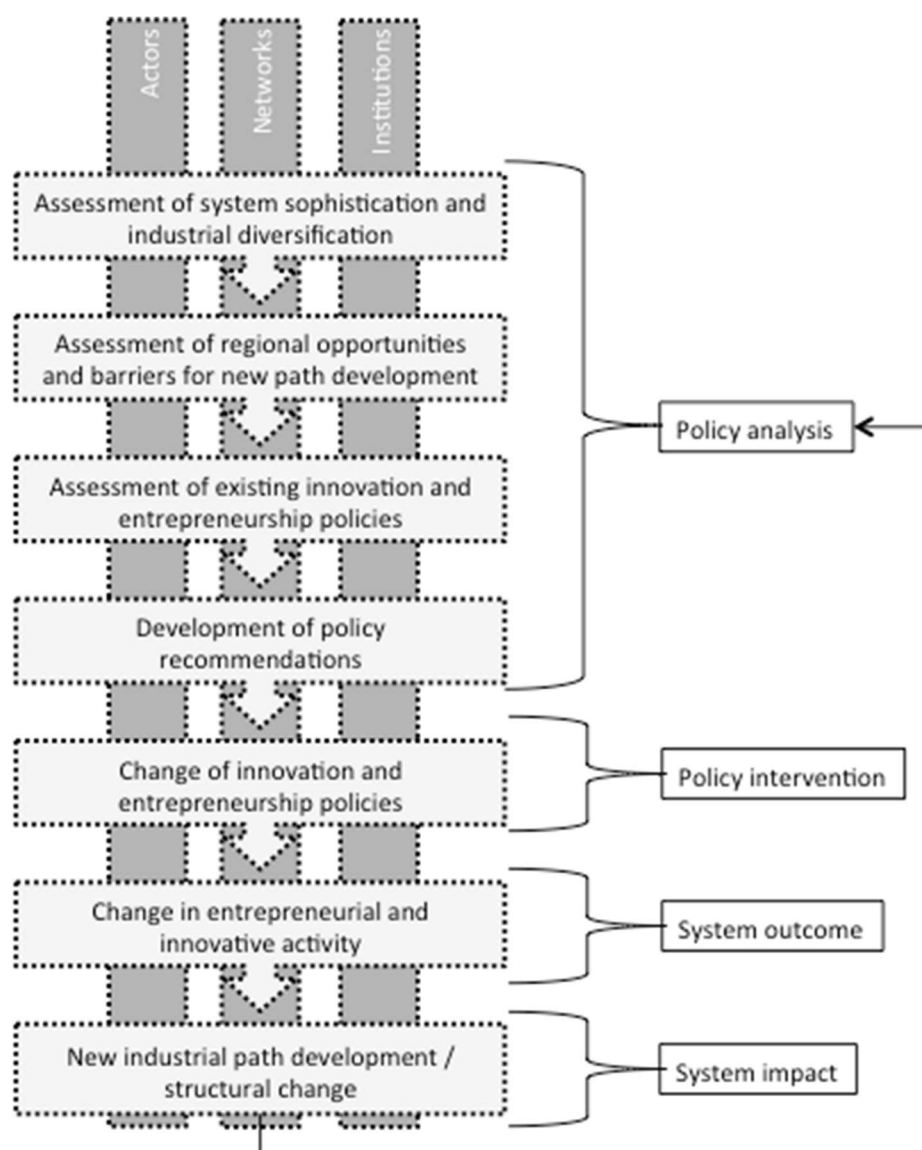 Actors
Networks
Institutions
Assessment of system sophistication and
industrial diversification
Assessment of regional opportunities
and barriers for new path development
Policy analysis
Assessment of existing innovation and
entrepreneurship policies
Development of policy
recommendations
Change of innovation and
entrepreneurship policies
Policy intervention
Change in entrepreneurial and
innovative activity
System outcome
New industrial path development /
structural change
System impact